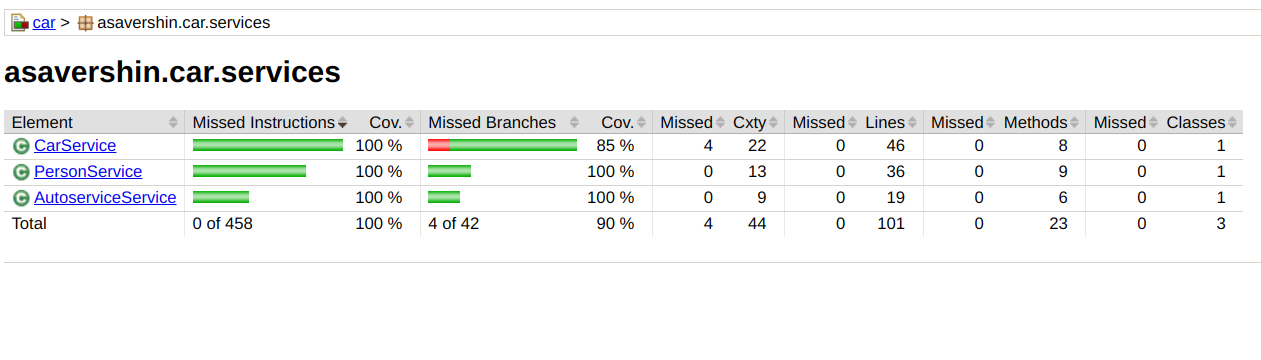 car > asavershin.car.services
asavershin.car.services
Element Missed Instructions Cov. Missed Branches Cov. Missed Cxty Missed Lines Missed Methods Missed Classes
C CarService 100 % 85 % 4 22 0 46 0 8 0 1
C PersonService 100 % 100 % 0 13 0 36 0 9 0 1
C AutoserviceService 100 % 100 % 0 9 0 19 0 6 0 1
Total 0 of 458 100 % 4 of 42 90 % 4 44 0 101 0 23 0 3